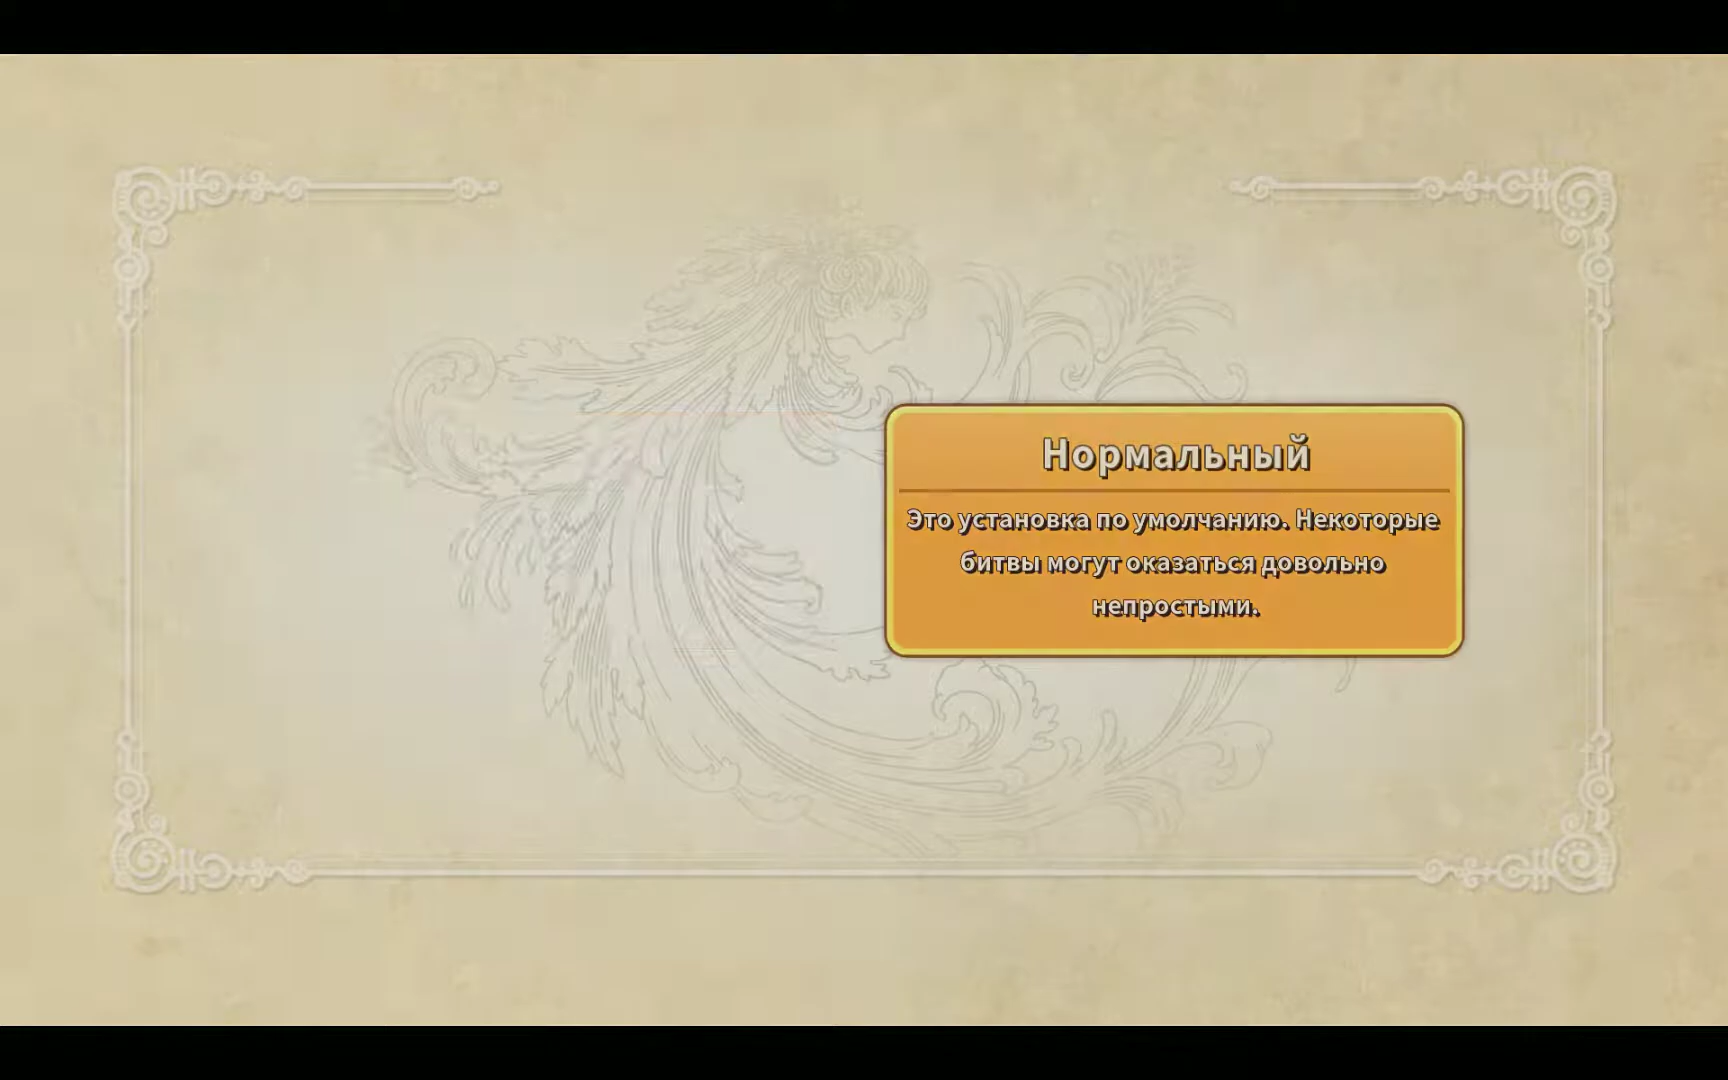 Нормальный
Это установка по умолчанию. Некоторые
битвы могут оказаться довольно
непростыми.